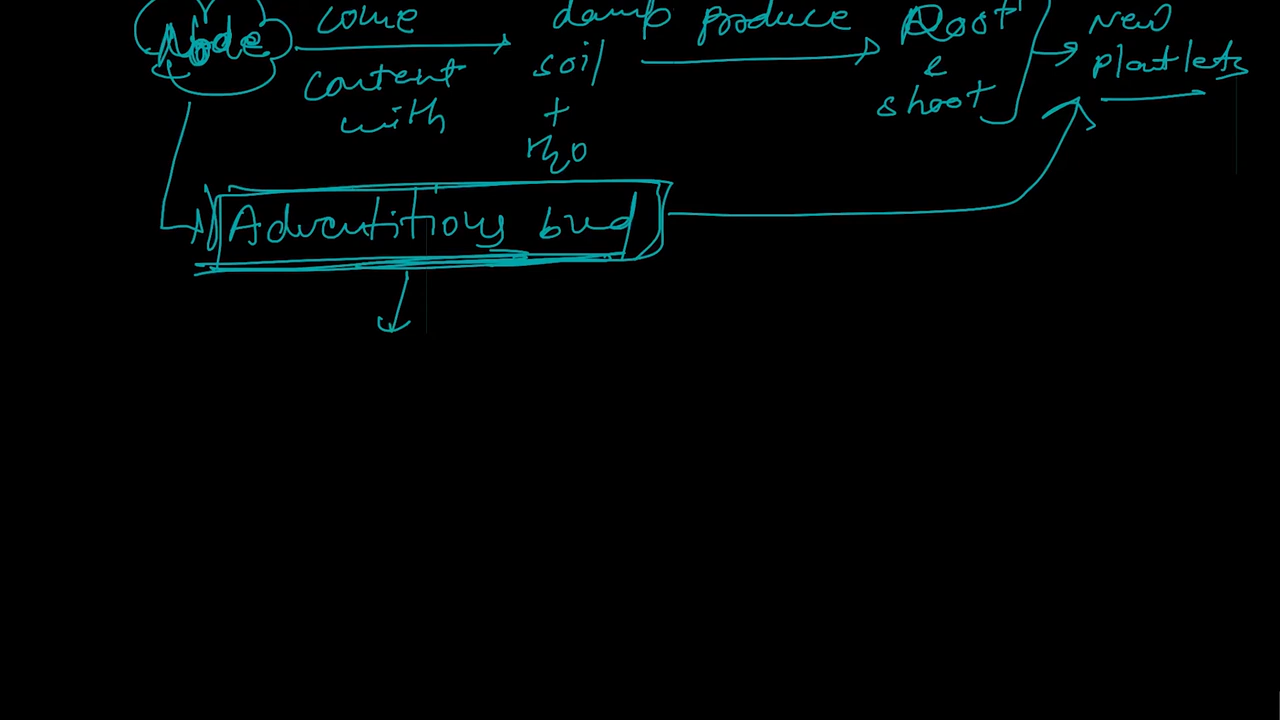 Node come damp produce Root New
content soil & plantlets
with + shoot
H2O
Adventitious bud